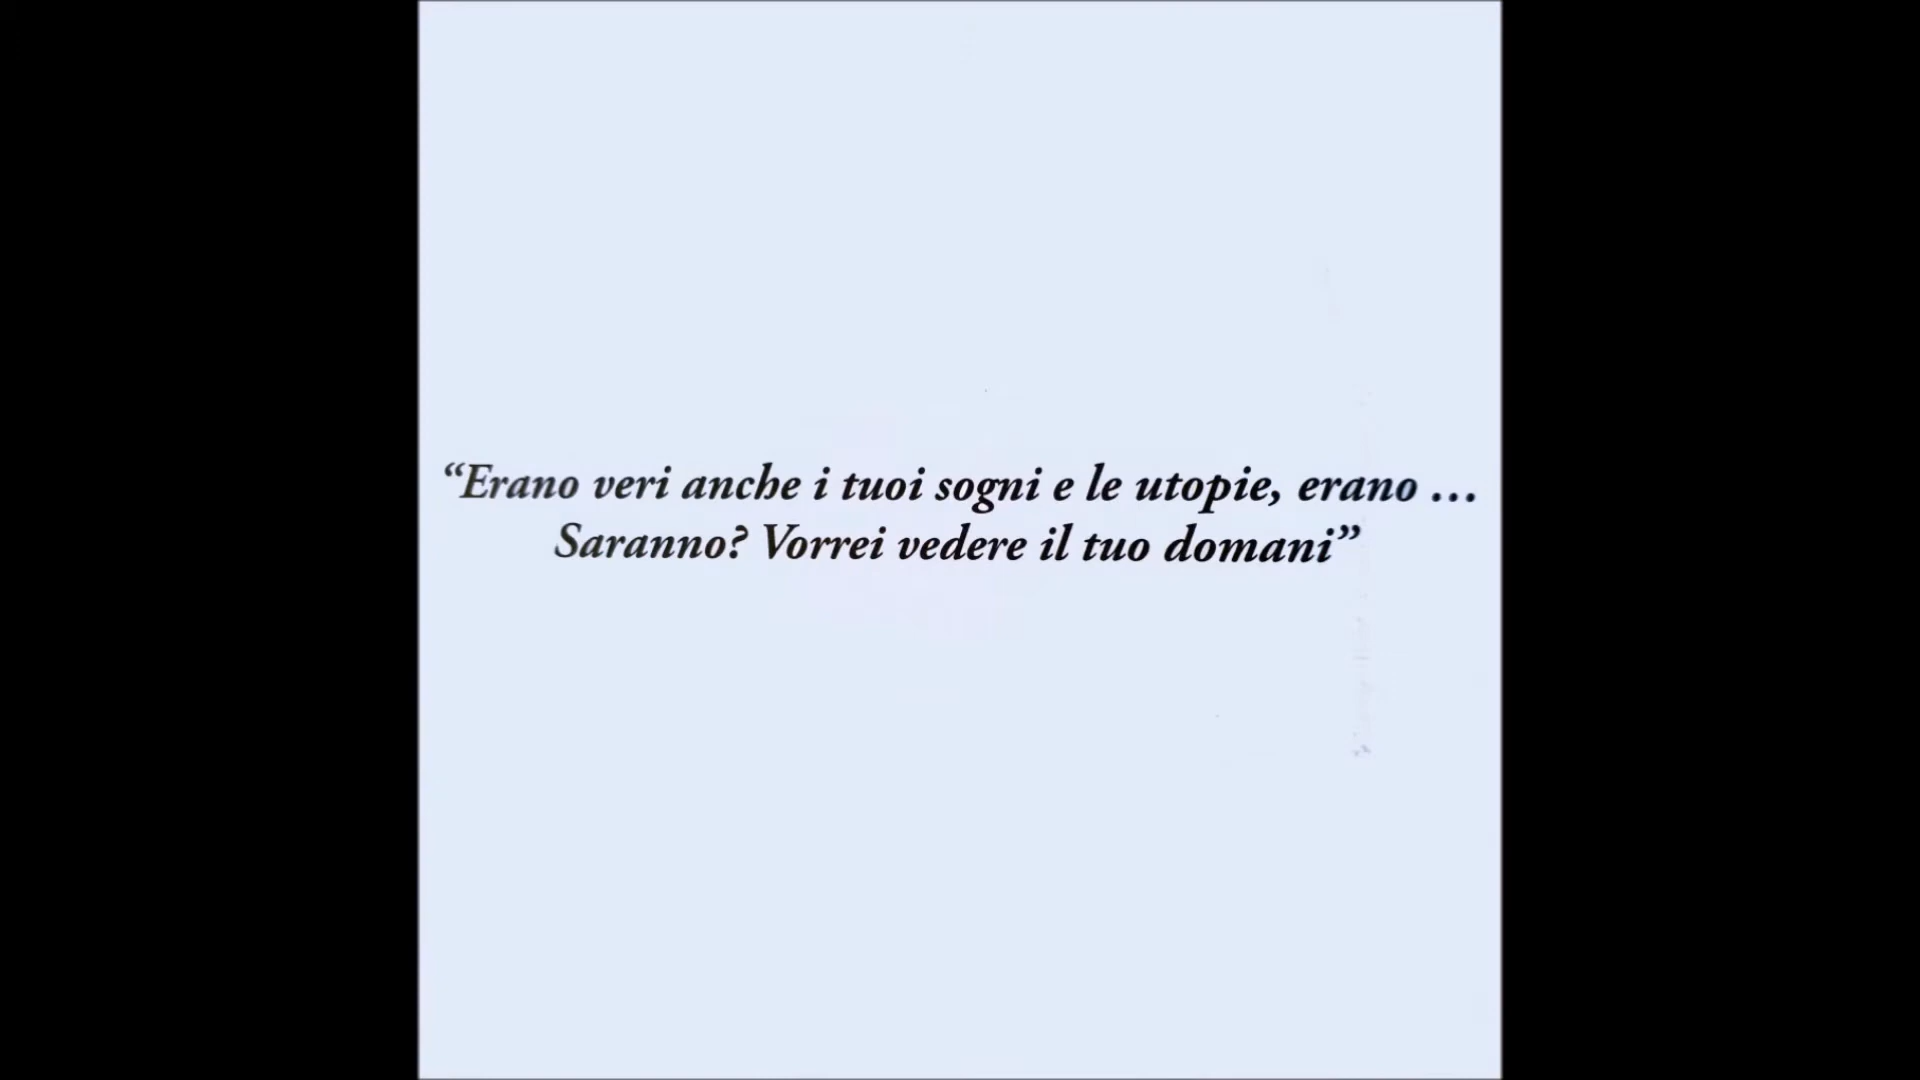 “Erano veri anche i tuoi sogni e le utopie, erano …
Saranno? Vorrei vedere il tuo domani”